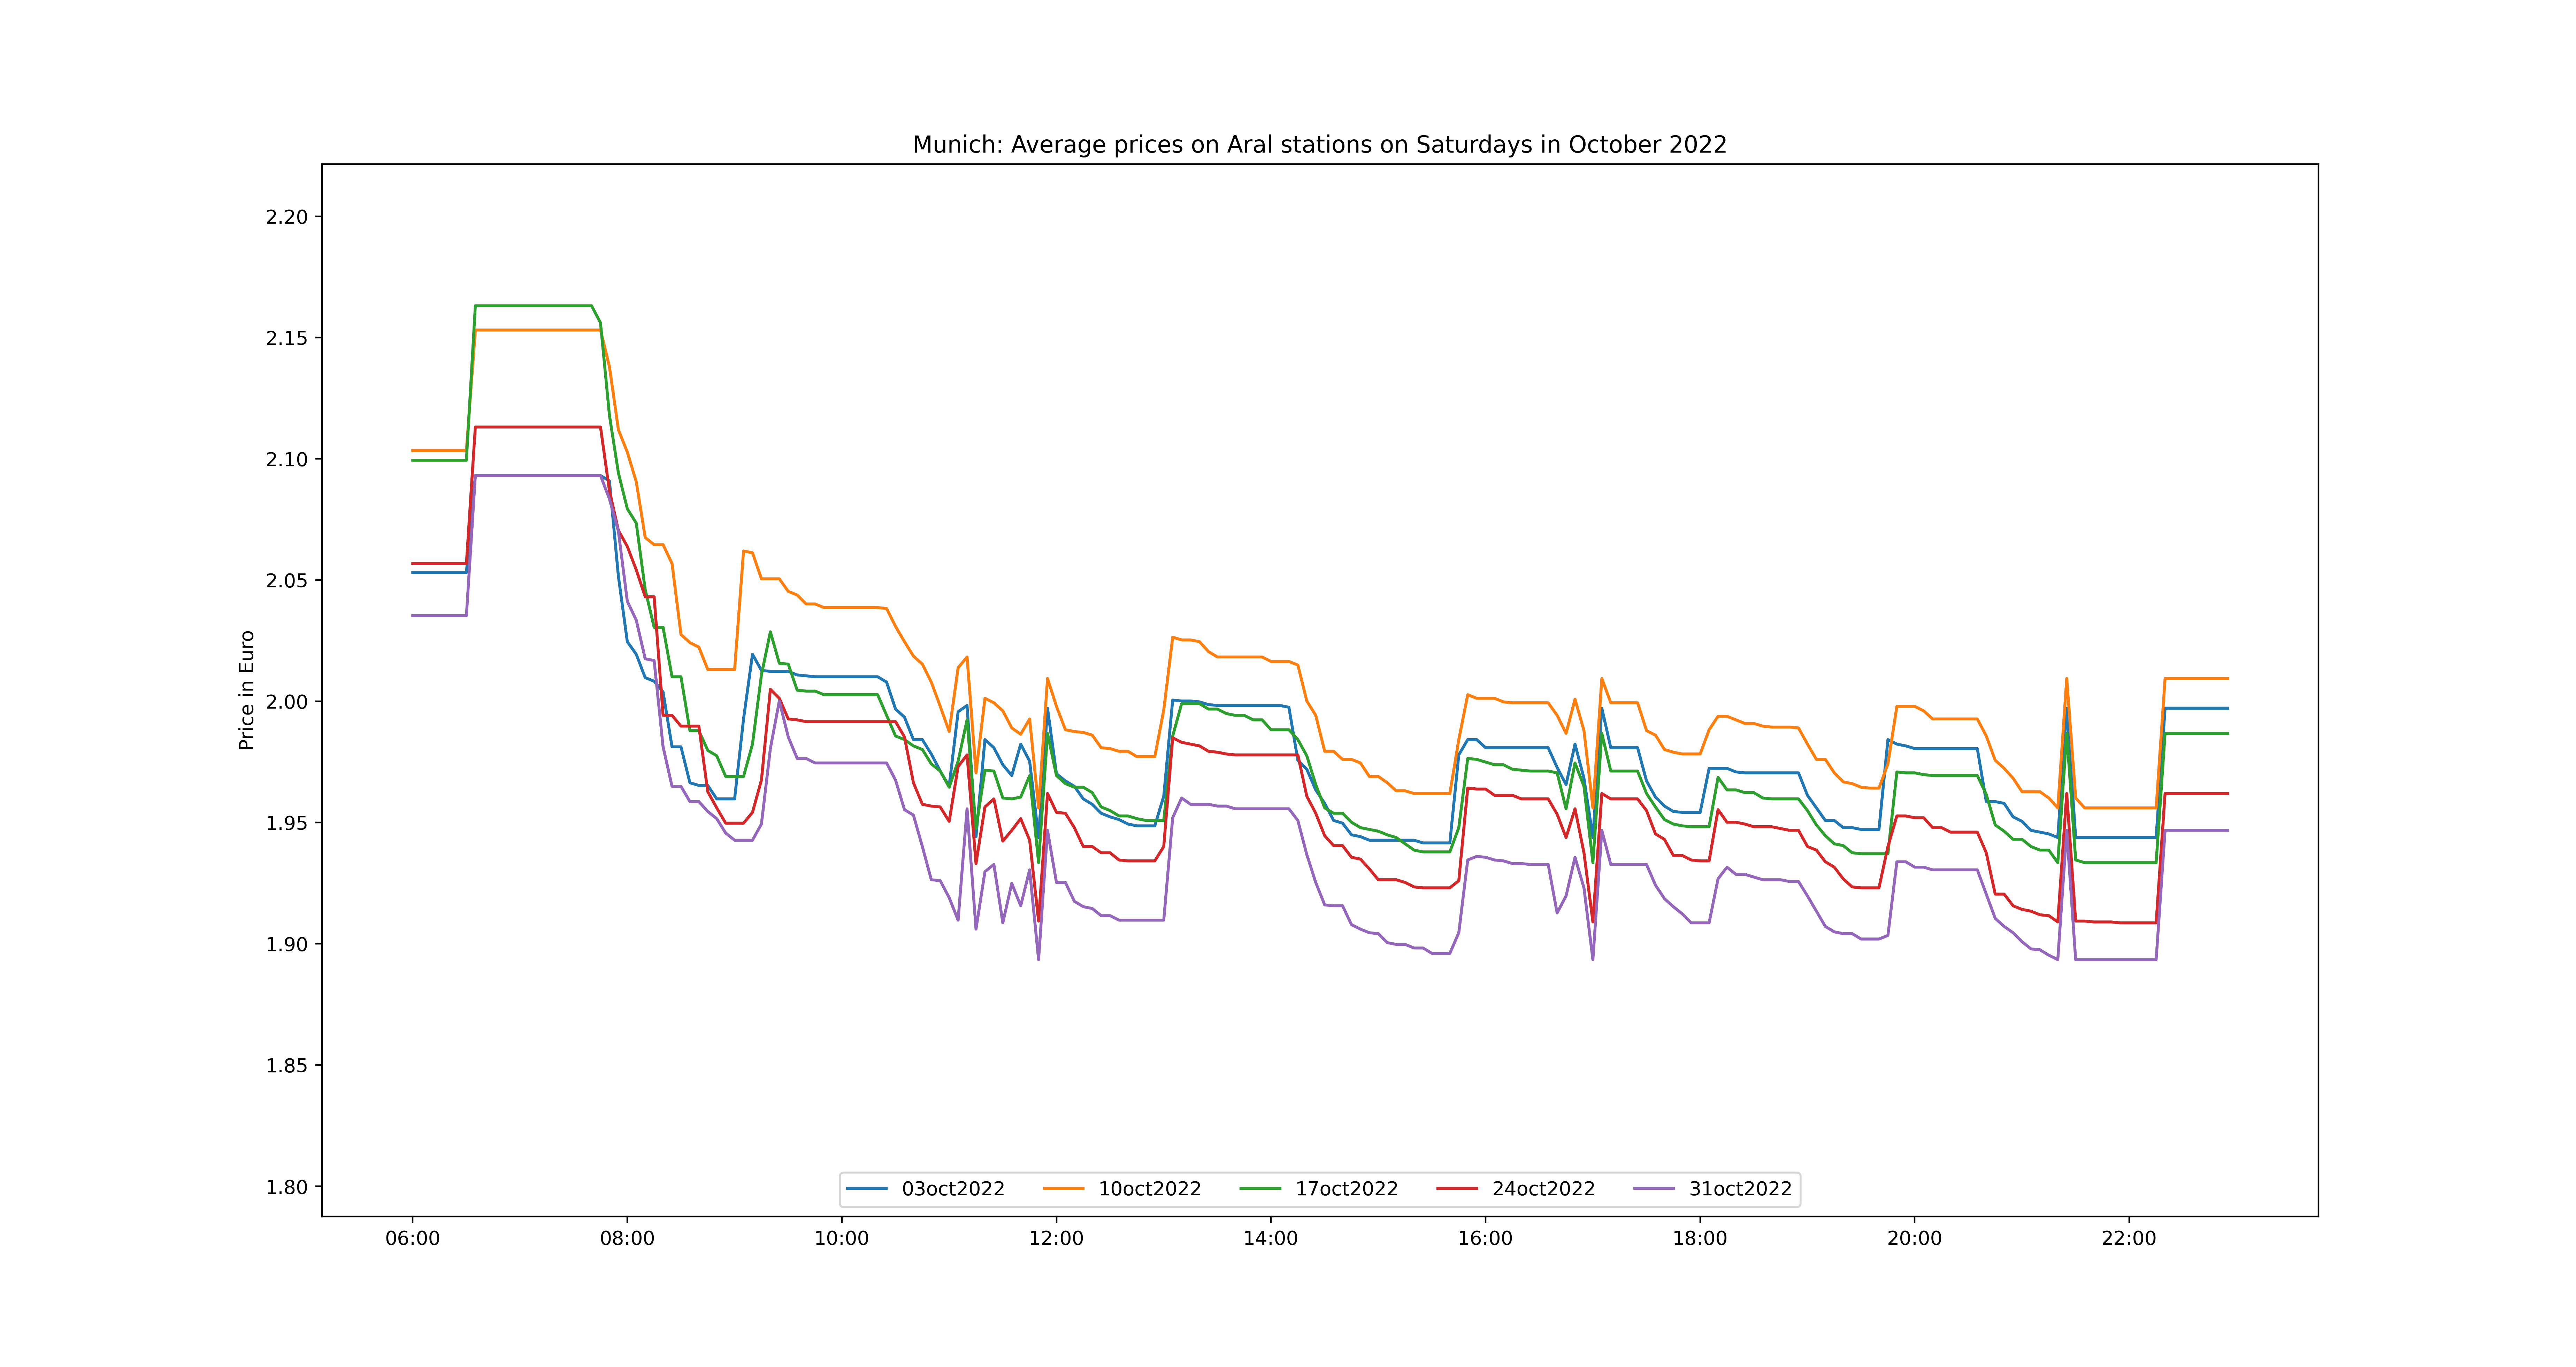 Munich: Average prices on Aral stations on Saturdays in October 2022
Price in Euro
2.20
2.15
2.10
2.05
2.00
1.95
1.90
1.85
1.80
03oct2022 10oct2022 17oct2022 24oct2022 31oct2022
06:00 08:00 10:00 12:00 14:00 16:00 18:00 20:00 22:00